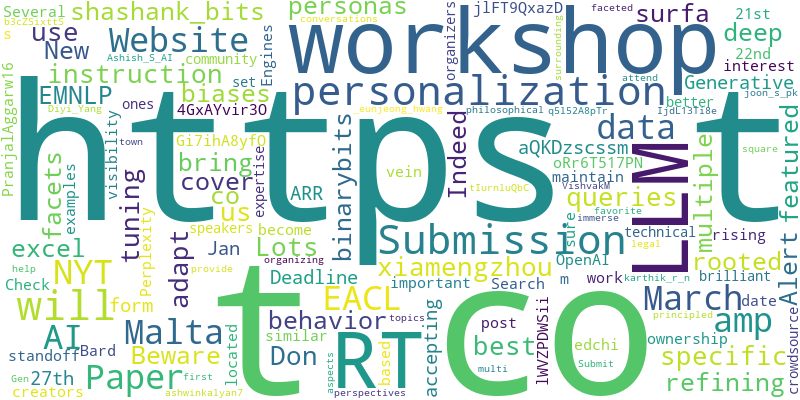 b3cZSixttS
Several
shashank_bits
personas
jlFT9QxazD
faceted
21st
conversations
use
Website
workshop
organizers
surfa
deep
22nd
New
Ashish_S_AI
community
Engines
interest
instruction
set
personalization
Generative
EMNLP
biases
better
joon_s_pk
Diyi_Yang
ones
4GxAYvir3O
eunjeong_hwang
philosophical
q5l52A8pTr
IjdL13Ti8e
PranjalAggarw16
town
https
t
co
data
facets
examples
visibility
tuning
Gi7ihA8yfO
binarybits
vein
Indeed
aQKDzscssm
multiple
square
bring
expertise
oRr6T517PN
LLM
cover
co
us
ARR
tIurn1uQbC
maintain
VishvakM
queries
immerse
favorite
Alert
featured
speakers
become
Submission
sure
technical
legal
excel
adapt
Jan
Lots
organizing
xiamengzhou
OpenAI
rooted
rising
help
Check
NYT
Perplexity
Deadline
provide
important
Search
m
work
karthik_r_n
brilliant
will
form
EACL
March
date
AI
Malta
behavior
RT
accepting
post
lWVZPDWSii
amp
crowdsource
standoff
Bard
Beware
located
similar
topics
best
edchi
ownership
27th
Paper
Don
based
multi
Submit
specific
Gen
first
aspects
principled
creators
ashwinkalyan7
perspectives
refining
surrounding
attend